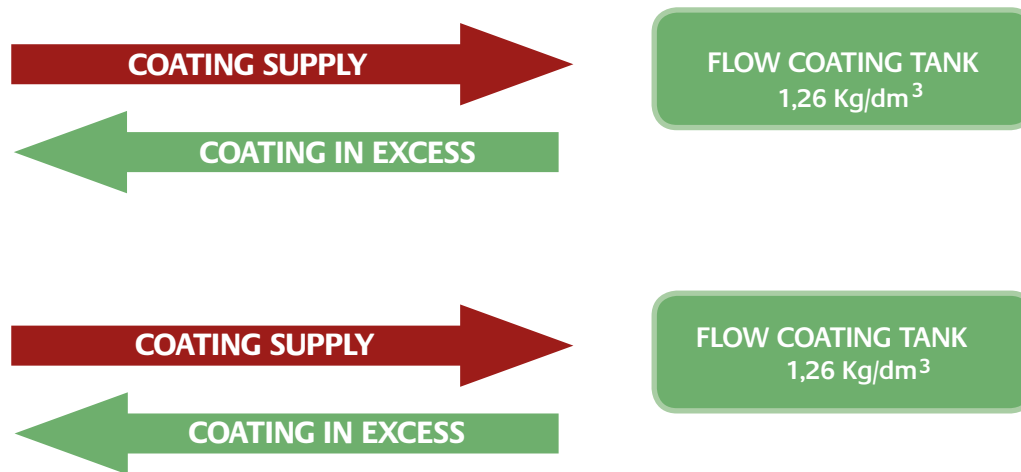 COATING SUPPLY
FLOW COATING TANK
1,26 Kg/dm³
COATING IN EXCESS
COATING SUPPLY
FLOW COATING TANK
1,26 Kg/dm³
COATING IN EXCESS